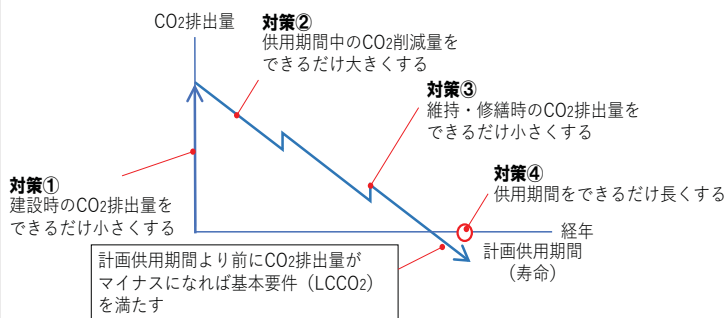 CO2排出量
対策②
供用期間中のCO2削減量を
できるだけ大きくする
対策③
維持・修繕時のCO2排出量を
できるだけ小さくする
対策④
供用期間をできるだけ長くする
対策①
建設時のCO2排出量を
できるだけ小さくする
経年
計画供用期間
（寿命）
計画供用期間より前にCO2排出量が
マイナスになれば基本要件（LCCO2）
を満たす